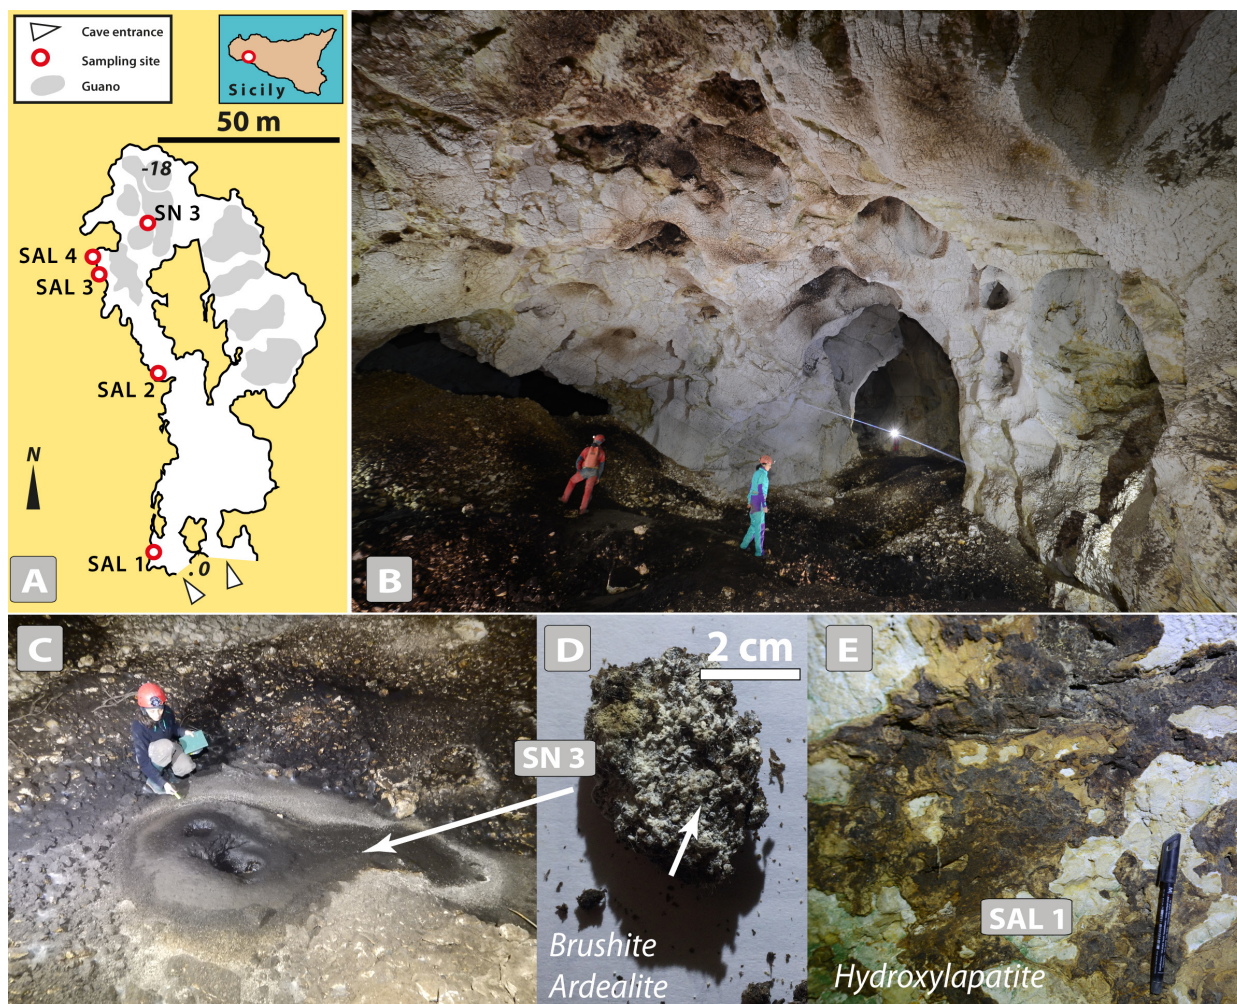 Cave entrance
Sampling site
Guano
Sicily
50 m
-18
SN 3
SAL 4
SAL 3
SAL 2
N
SAL 1
.0
A
B
C
D
2 cm
E
SN 3
SAL 1
Brushite
Ardealite
Hydroxylapatite